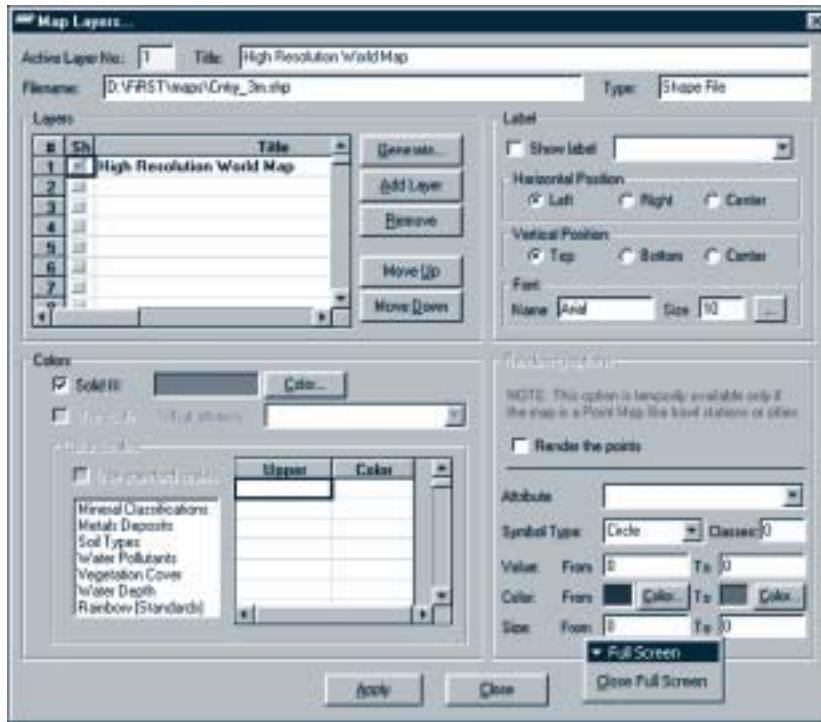 Map Layers...
Active Layer No.: 1 Title: High Resolution World Map
Filename: D:\FiRST\maps\Cntry_3m.shp Type: Shape File
Layers
# Sh Title
1 High Resolution World Map
2
3
4
5
6
7
Generate...
Add Layer
Remove
Move Up
Move Down
Label
Show label
Horizontal Position
Left Right Center
Vertical Position
Top Bottom Center
Font
Name Arial Size 10 ...
Colors
Solid fill Color...
Upper Color
Mineral Classifications
Metals Deposits
Soil Types
Water Pollutants
Vegetation Cover
Water Depth
Rainbow (Standards)
NOTE: This option is temporily available only if
the map is a Point Map like trawl stations or cities
Render the points
Attribute
Symbol Type: Circle Classes: 0
Value: From 0 To 0
Color: From Color... To Color...
Size: From 0 To 0
Full Screen
Close Full Screen
Apply Close